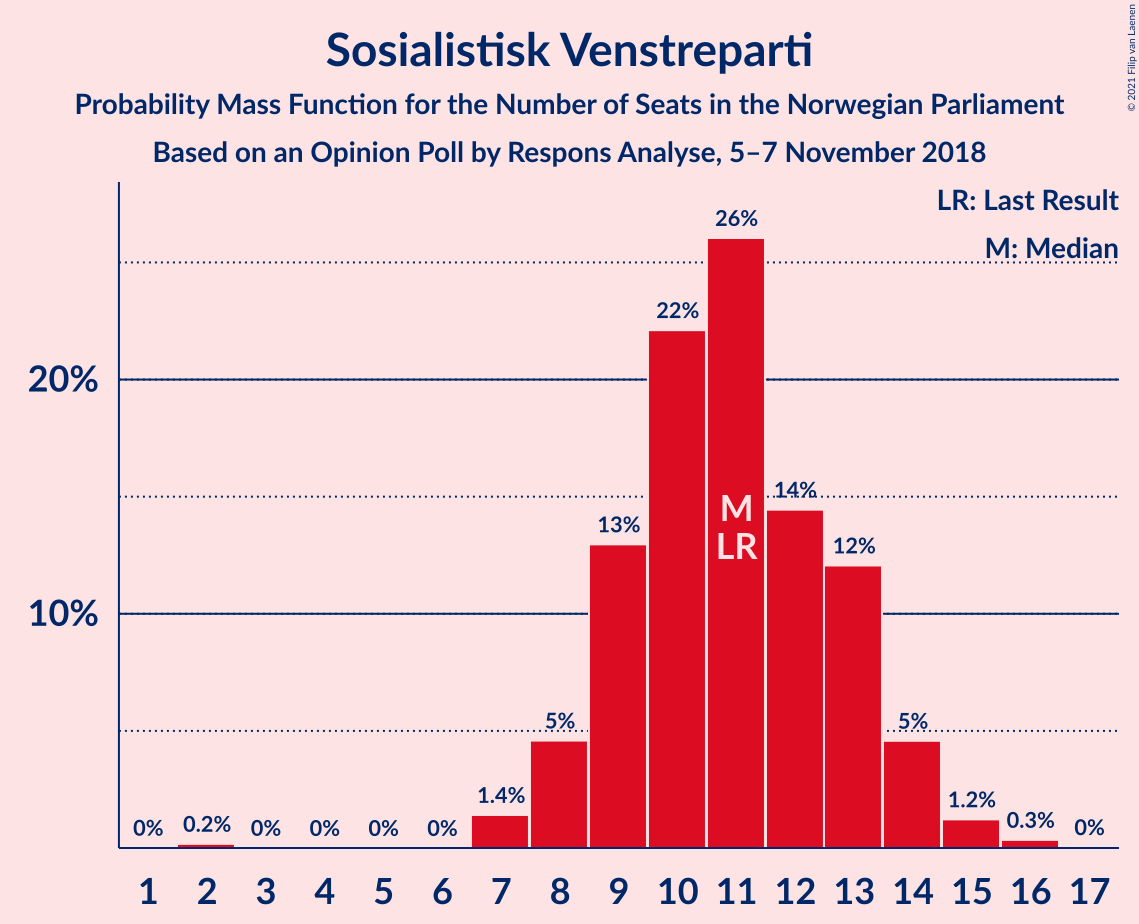 Sosialistisk Venstreparti
Probability Mass Function for the Number of Seats in the Norwegian Parliament
Based on an Opinion Poll by Respons Analyse, 5–7 November 2018
© 2021 Filip van Laenen
LR: Last Result
M: Median
20%
10%
0%
0.2%
0%
0%
0%
0%
1.4%
5%
13%
22%
26%
14%
12%
5%
1.2%
0.3%
0%
M
LR
1 2 3 4 5 6 7 8 9 10 11 12 13 14 15 16 17